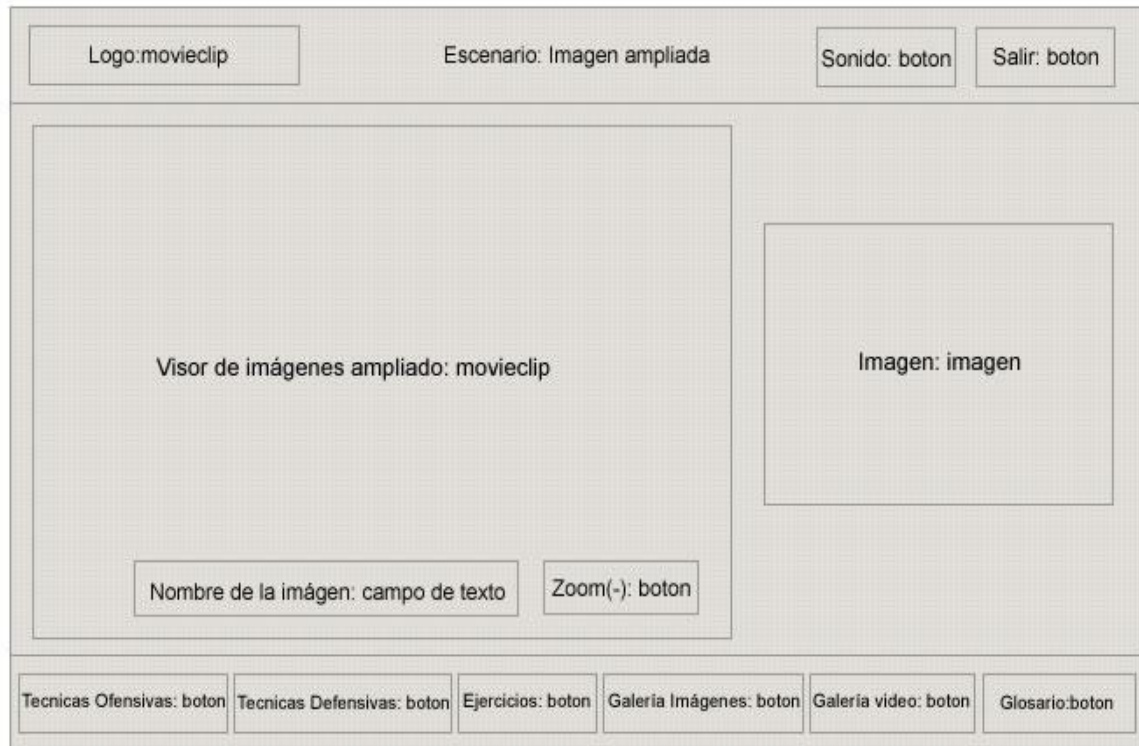 Logo:movieclip
Escenario: Imagen ampliada
Sonido: boton
Salir: boton
Visor de imágenes ampliado: movieclip
Imagen: imagen
Nombre de la imágen: campo de texto
Zoom(-): boton
Tecnicas Ofensivas: boton
Tecnicas Defensivas: boton
Ejercicios: boton
Galería Imágenes: boton
Galería video: boton
Glosario:boton